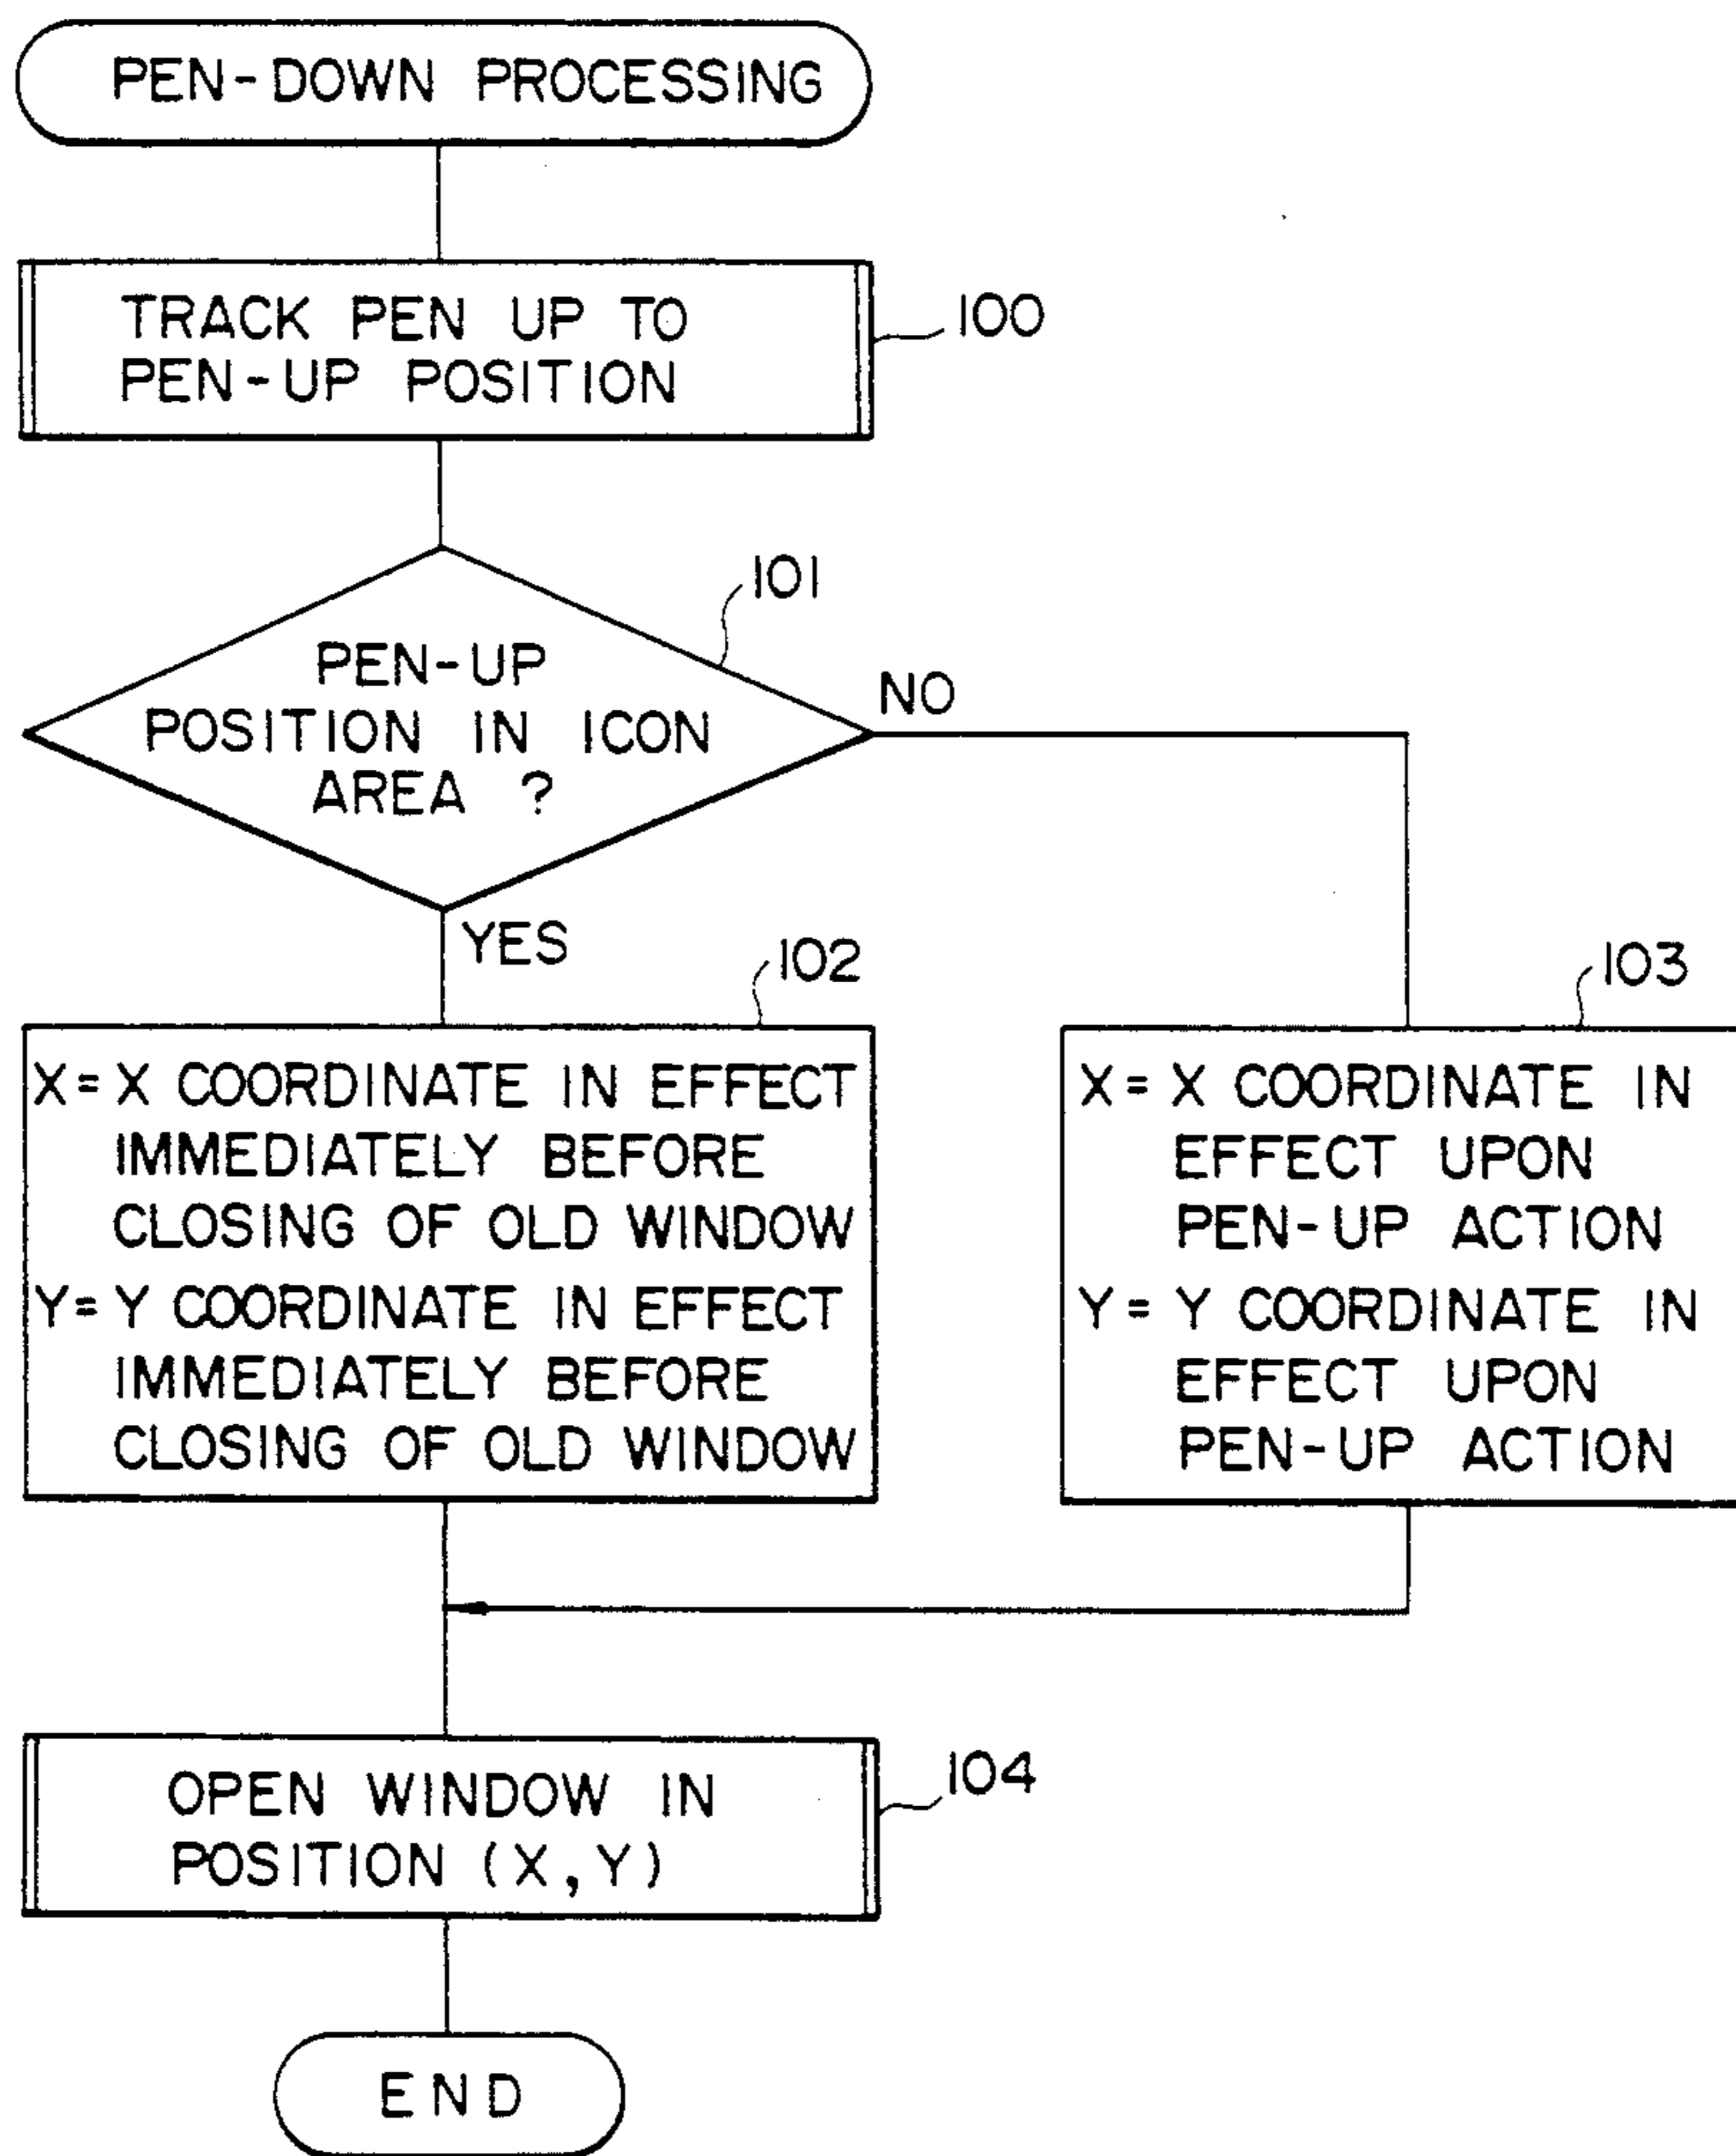 PEN-DOWN PROCESSING
TRACK PEN UP TO
PEN-UP POSITION
100
101
PEN-UP
POSITION IN ICON
AREA ?
NO
YES
102
X= X COORDINATE IN EFFECT
IMMEDIATELY BEFORE
CLOSING OF OLD WINDOW
Y= Y COORDINATE IN EFFECT
IMMEDIATELY BEFORE
CLOSING OF OLD WINDOW
103
X= X COORDINATE IN
EFFECT UPON
PEN-UP ACTION
Y= Y COORDINATE IN
EFFECT UPON
PEN-UP ACTION
OPEN WINDOW IN
POSITION (X,Y)
104
END